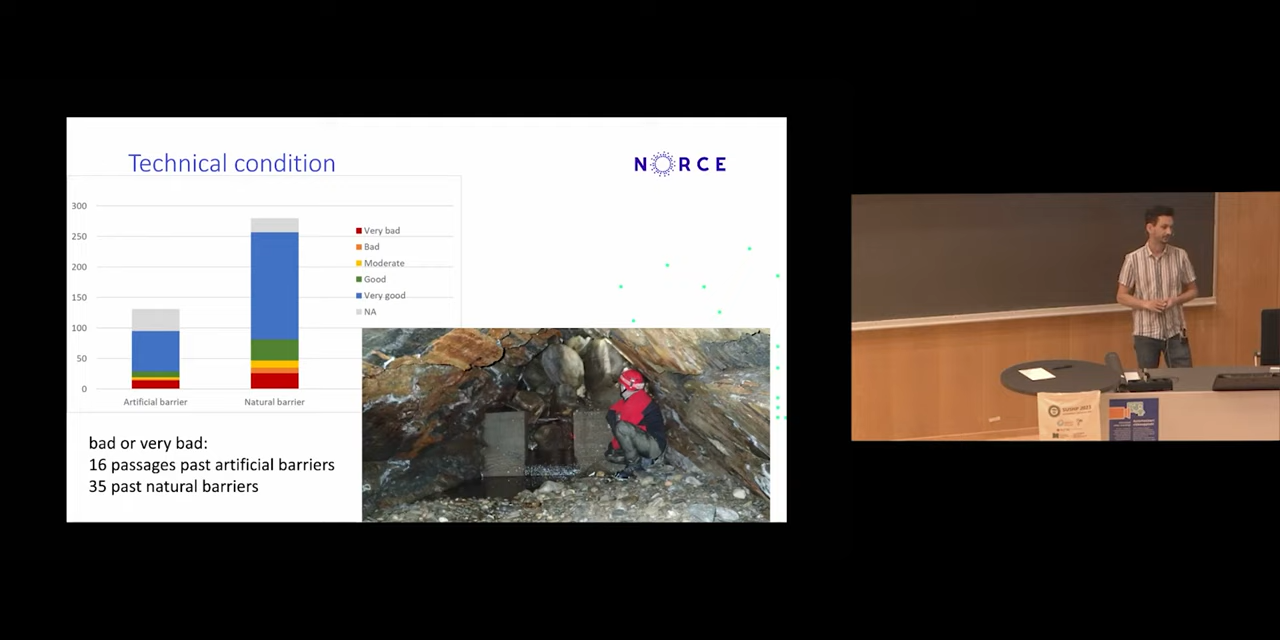 Technical condition
NORCE
300
250
200
150
100
50
0
Very bad
Bad
Moderate
Good
Very good
NA
Artificial barrier
Natural barrier
bad or very bad:
16 passages past artificial barriers
35 past natural barriers